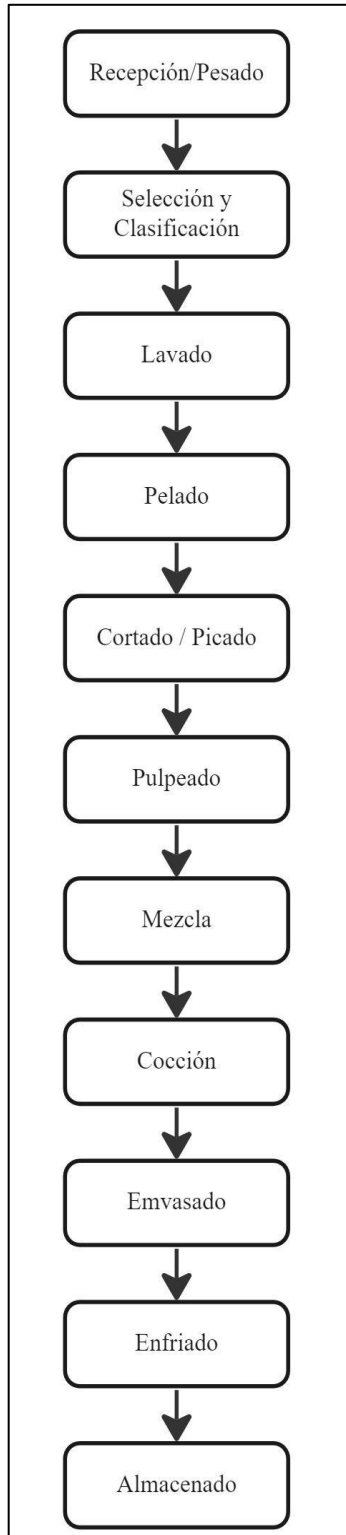 Recepción/Pesado
Selección y
Clasificación
Lavado
Pelado
Cortado / Picado
Pulpeado
Mezcla
Cocción
Emvasado
Enfriado
Almacenado